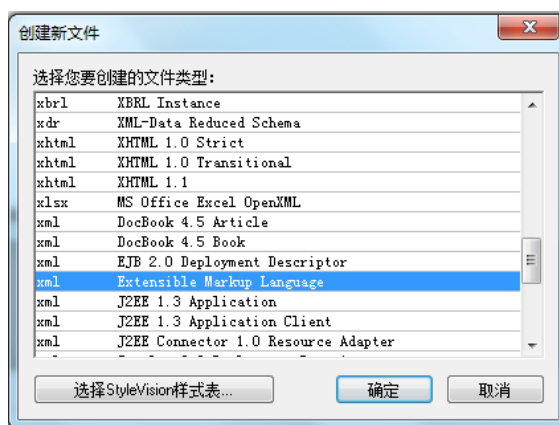 创建新文件
选择您要创建的文件类型：
xbrl XBRL Instance
xdr XML-Data Reduced Schema
xhtml XHTML 1.0 Strict
xhtml XHTML 1.0 Transitional
xhtml XHTML 1.1
xlsx MS Office Excel OpenXML
xml DocBook 4.5 Article
xml DocBook 4.5 Book
xml EJB 2.0 Deployment Descriptor
xml Extensible Markup Language
xml J2EE 1.3 Application
xml J2EE 1.3 Application Client
xml J2EE Connector 1.0 Resource Adapter
选择StyleVision样式表... 确定 取消